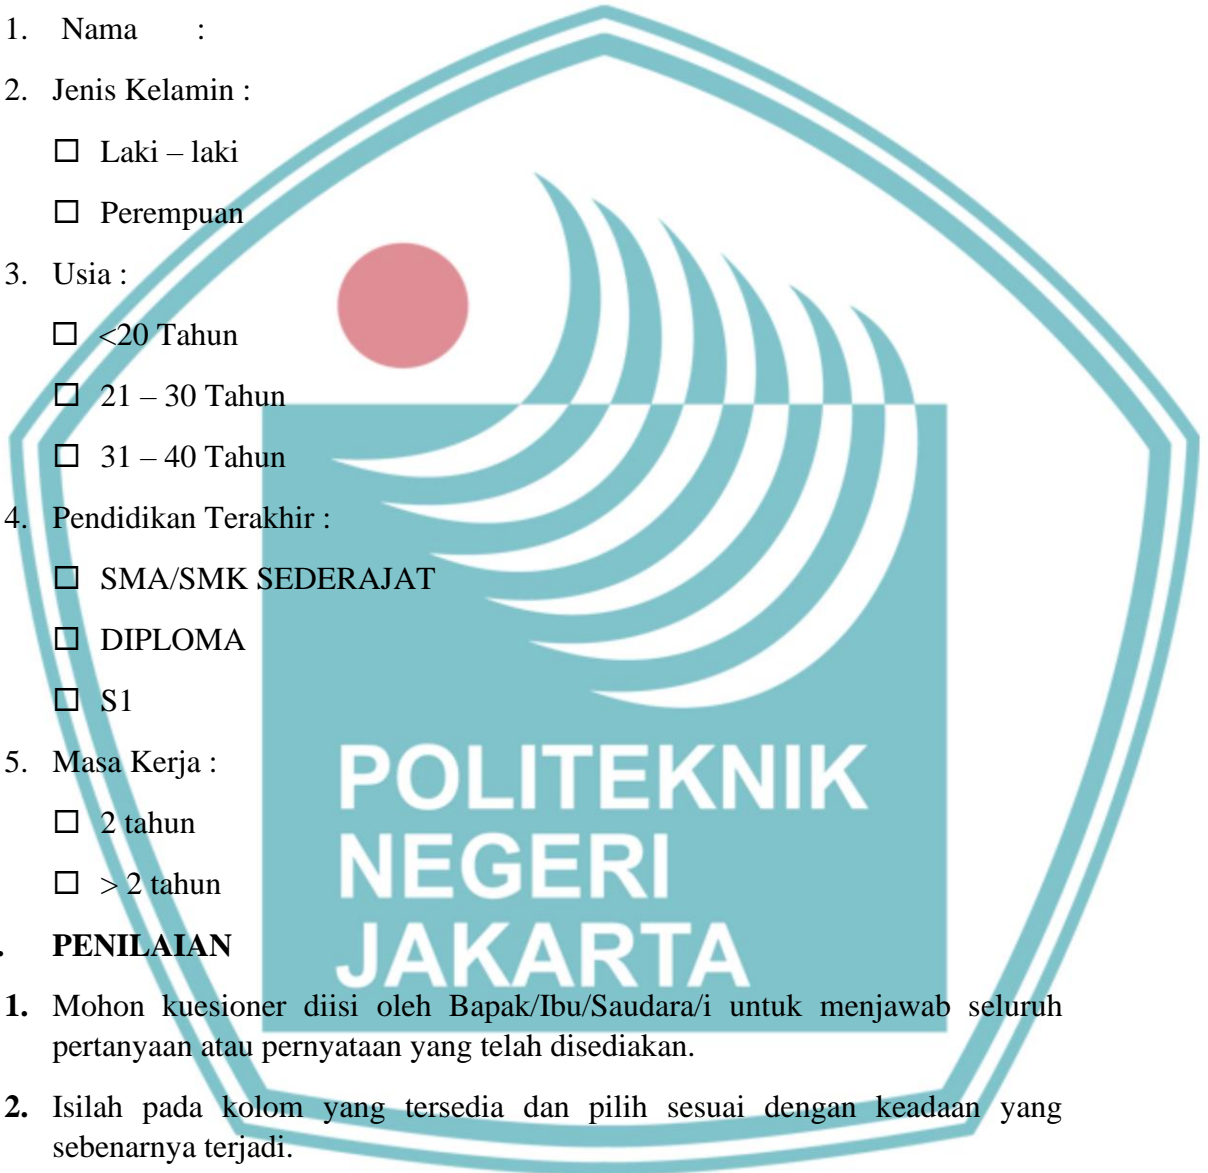 1. Nama :
2. Jenis Kelamin :
☐ Laki – laki
☐ Perempuan
3. Usia :
☐ <20 Tahun
☐ 21 – 30 Tahun
☐ 31 – 40 Tahun
4. Pendidikan Terakhir :
☐ SMA/SMK SEDERAJAT
☐ DIPLOMA
☐ S1
5. Masa Kerja :
☐ 2 tahun
☐ > 2 tahun
. PENILAIAN
1. Mohon kuesioner diisi oleh Bapak/Ibu/Saudara/i untuk menjawab seluruh
pertanyaan atau pernyataan yang telah disediakan.
2. Isilah pada kolom yang tersedia dan pilih sesuai dengan keadaan yang
sebenarnya terjadi.
POLITEKNIK
NEGERI
JAKARTA